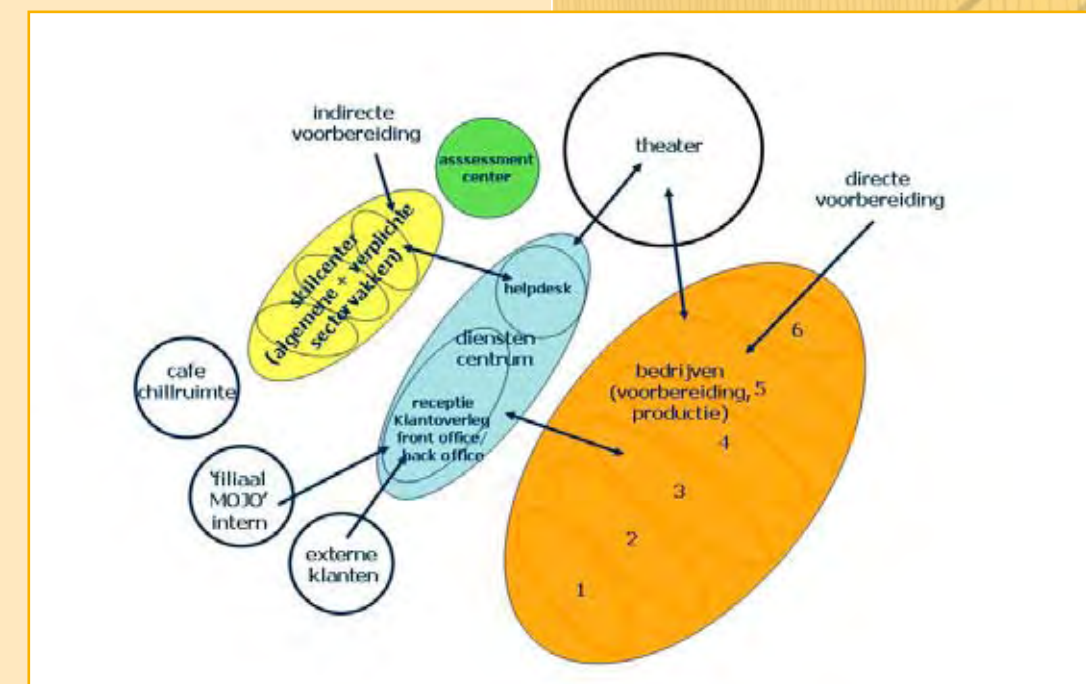 indirecte
voorbereiding
asssessment
center
theater
directe
voorbereiding
skillcenter
(algemene + verplichte
sectorvakken)
helpdesk
diensten
centrum
6
cafe
chillruimte
bedrijven
(voorbereiding, 5
productie)
receptie
Klantoverleg
front office/
back office
4
'filiaal
MOJO'
intern
3
externe
klanten
2
1